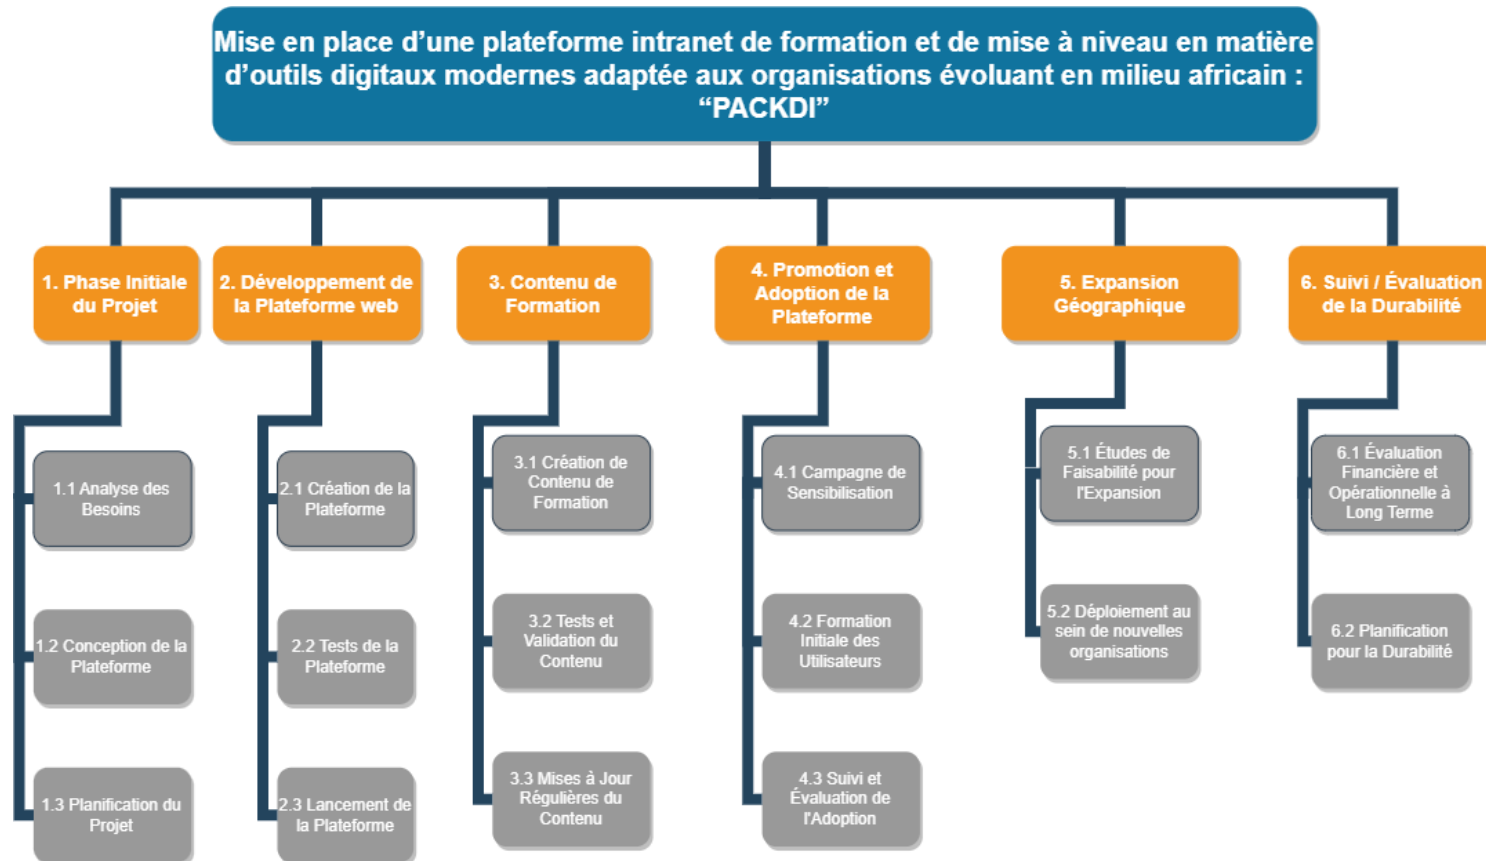 Mise en place d’une plateforme intranet de formation et de mise à niveau en matière
d’outils digitaux modernes adaptée aux organisations évoluant en milieu africain :
“PACKDI”
1. Phase Initiale
du Projet
2. Développement de
la Plateforme web
3. Contenu de
Formation
4. Promotion et
Adoption de la
Plateforme
5. Expansion
Géographique
6. Suivi / Évaluation
de la Durabilité
1.1 Analyse des
Besoins
1.2 Conception de la
Plateforme
1.3 Planification du
Projet
2.1 Création de la
Plateforme
2.2 Tests de la
Plateforme
2.3 Lancement de
la Plateforme
3.1 Création de
Contenu de
Formation
3.2 Tests et
Validation du
Contenu
3.3 Mises à Jour
Régulières du
Contenu
4.1 Campagne de
Sensibilisation
4.2 Formation
Initiale des
Utilisateurs
4.3 Suivi et
Évaluation de
l'Adoption
5.1 Études de
Faisabilité pour
l'Expansion
5.2 Déploiement au
sein de nouvelles
organisations
6.1 Évaluation
Financière et
Opérationnelle à
Long Terme
6.2 Planification
pour la Durabilité